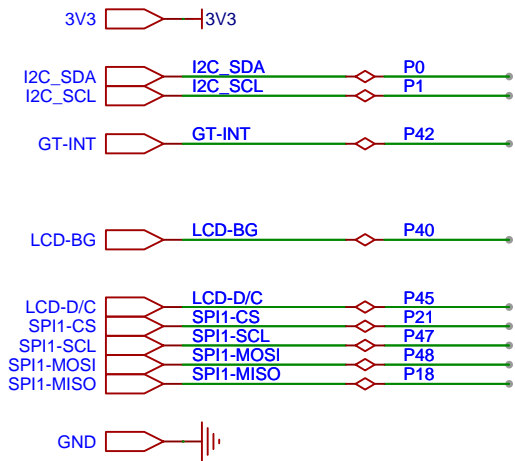 3V3 3V3
I2C_SDA I2C_SDA P0
I2C_SCL I2C_SCL P1
GT-INT GT-INT P42
LCD-BG LCD-BG P40
LCD-D/C LCD-D/C P45
SPI1-CS SPI1-CS P21
SPI1-SCL SPI1-SCL P47
SPI1-MOSI SPI1-MOSI P48
SPI1-MISO SPI1-MISO P18
GND